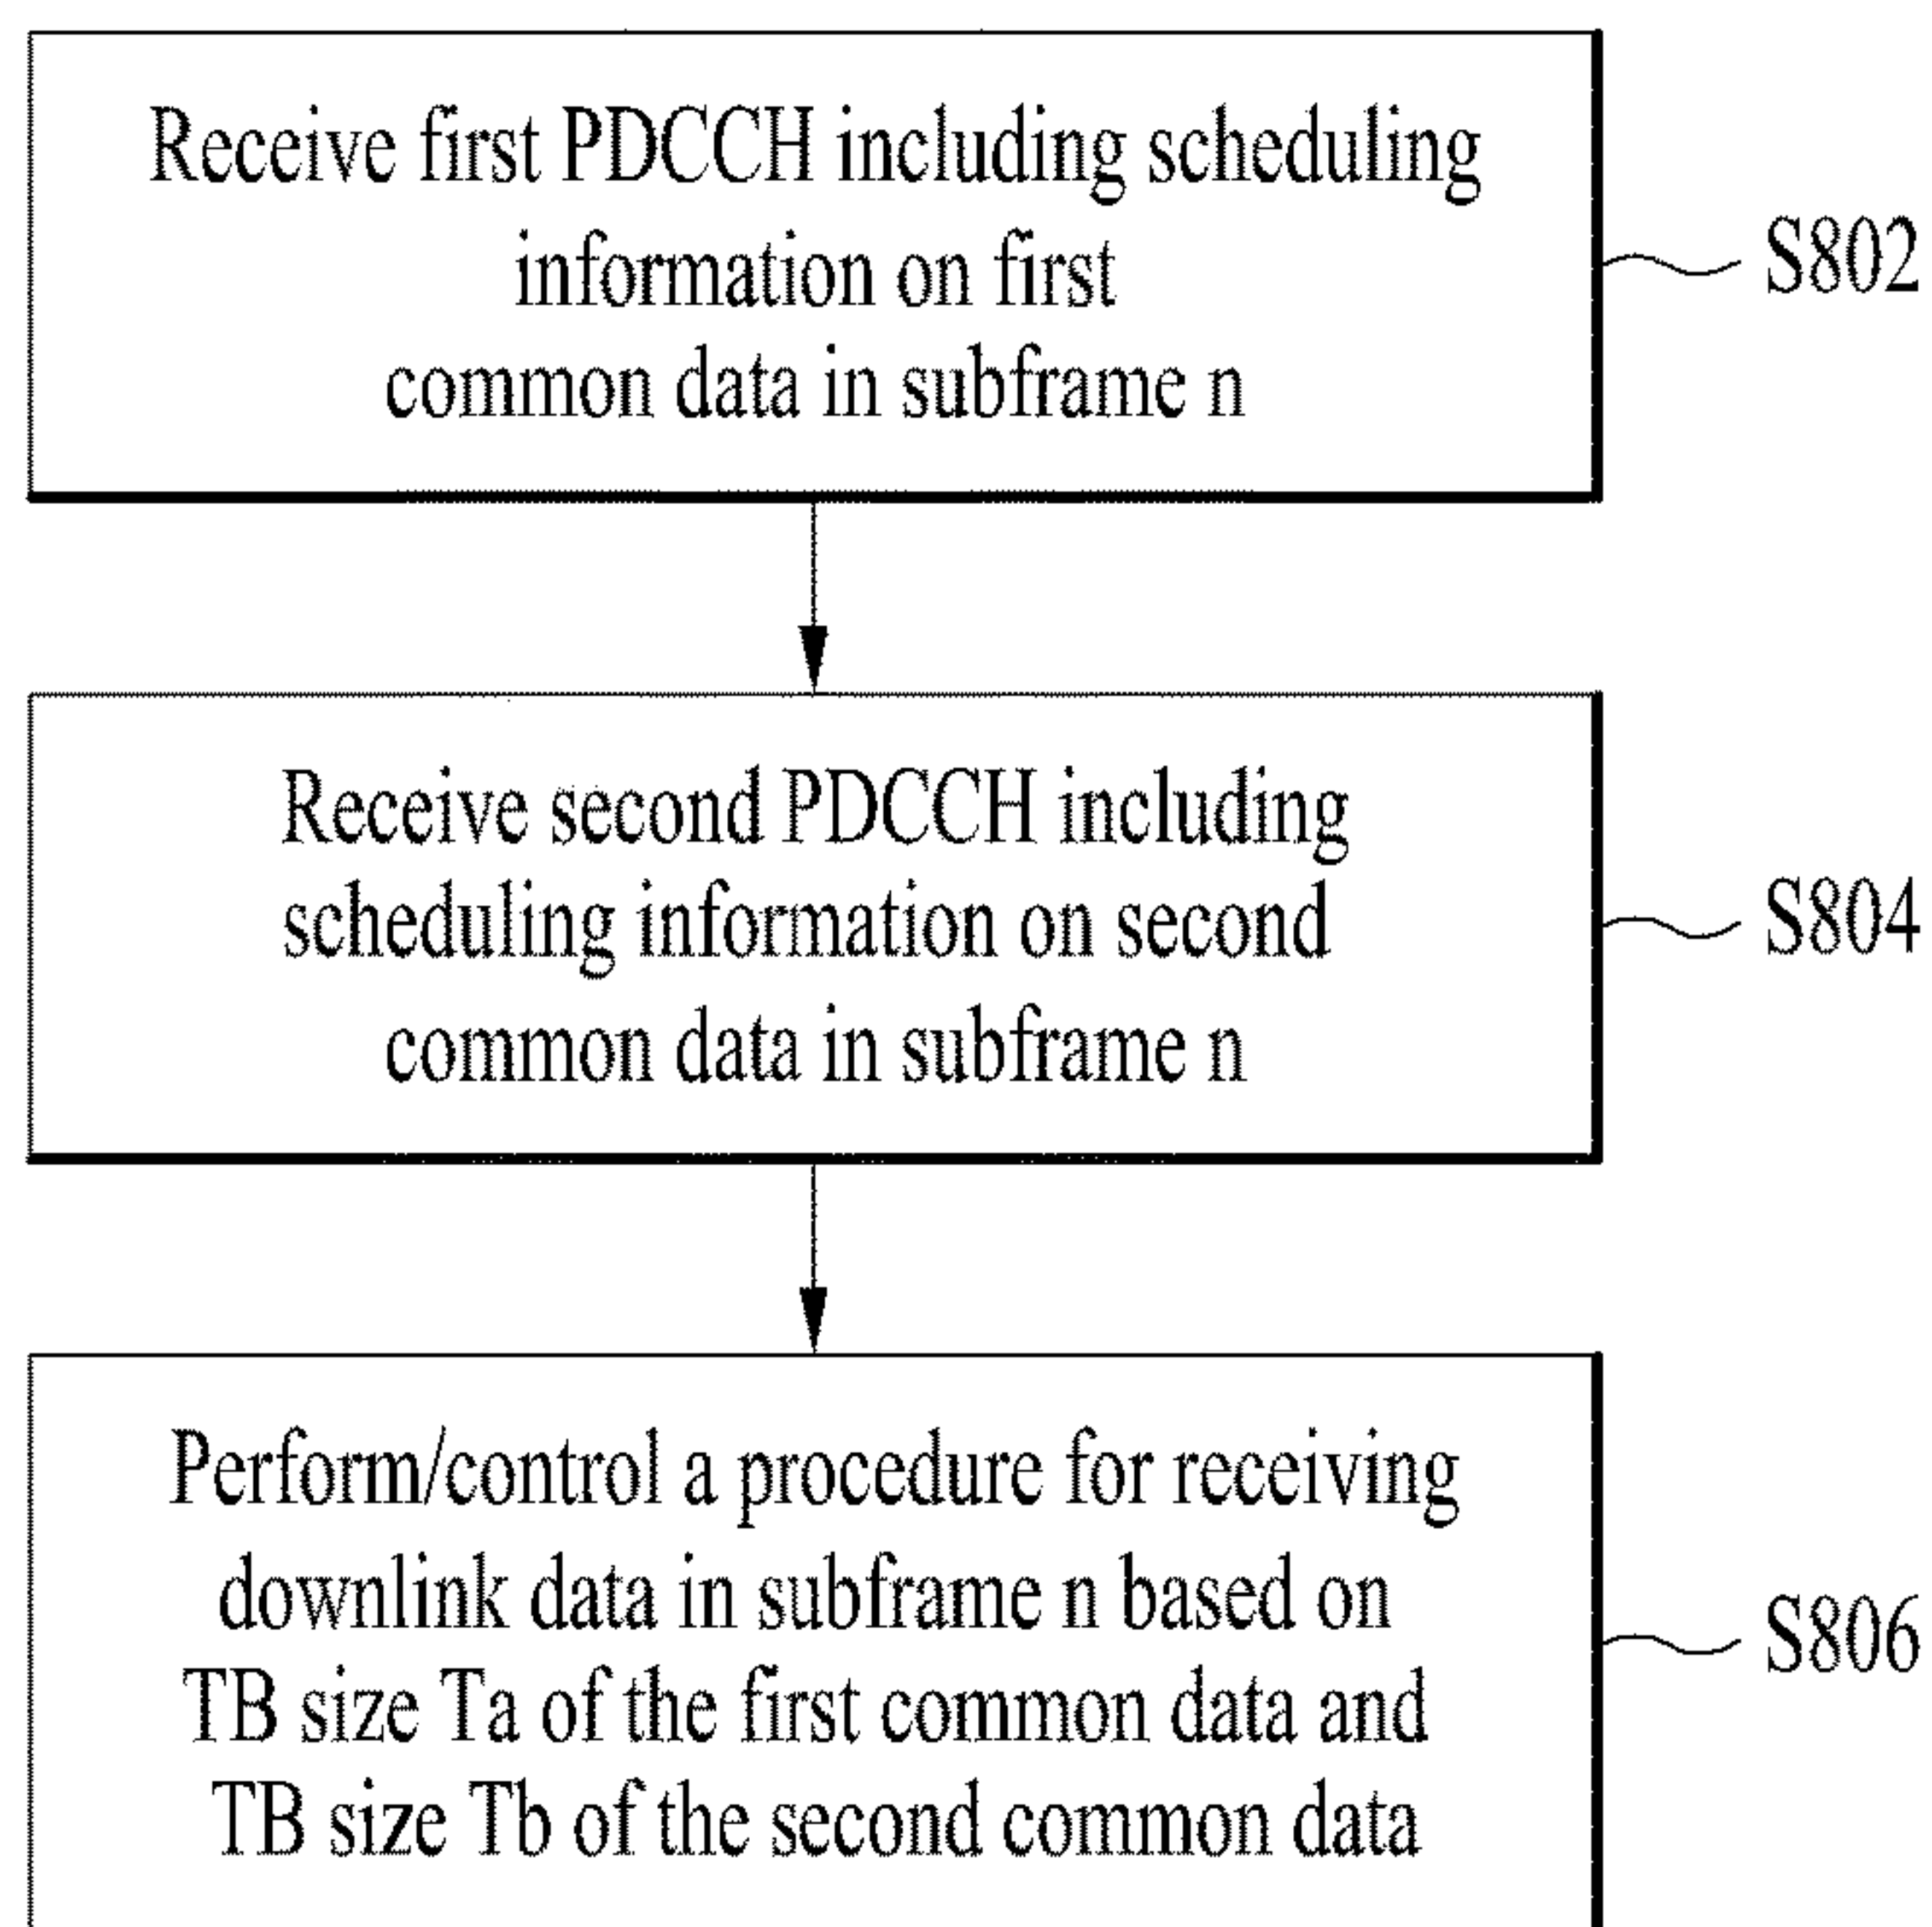 Receive first PDCCH including scheduling
information on first
common data in subframe n
S802
Receive second PDCCH including
scheduling information on second
common data in subframe n
S804
Perform/control a procedure for receiving
downlink data in subframe n based on
TB size Ta of the first common data and
TB size Tb of the second common data
S806